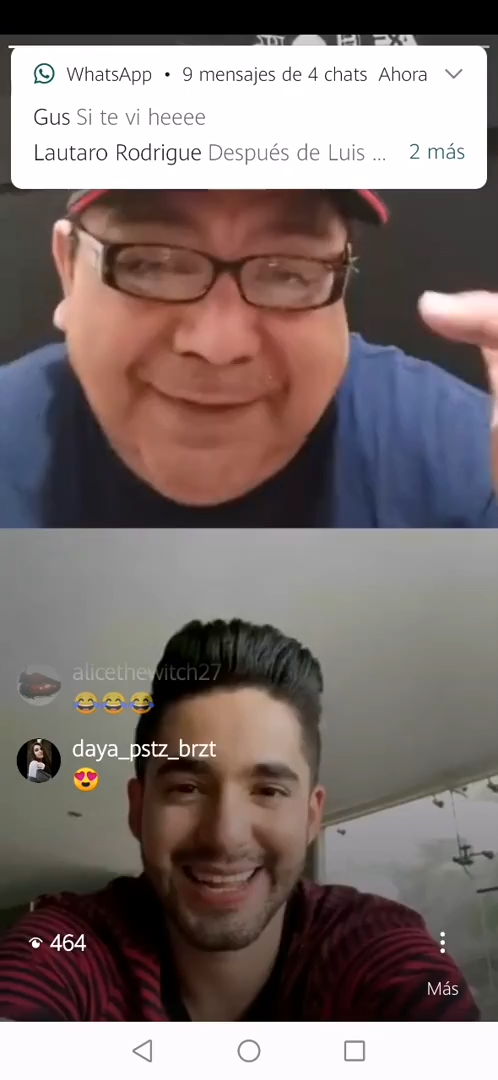 WhatsApp • 9 mensajes de 4 chats Ahora
Gus Si te vi heeee
Lautaro Rodrigue Después de Luis ... 2 más
alicethewitch27
😂😂😂
daya_pstz_brzt
😍
464
Más